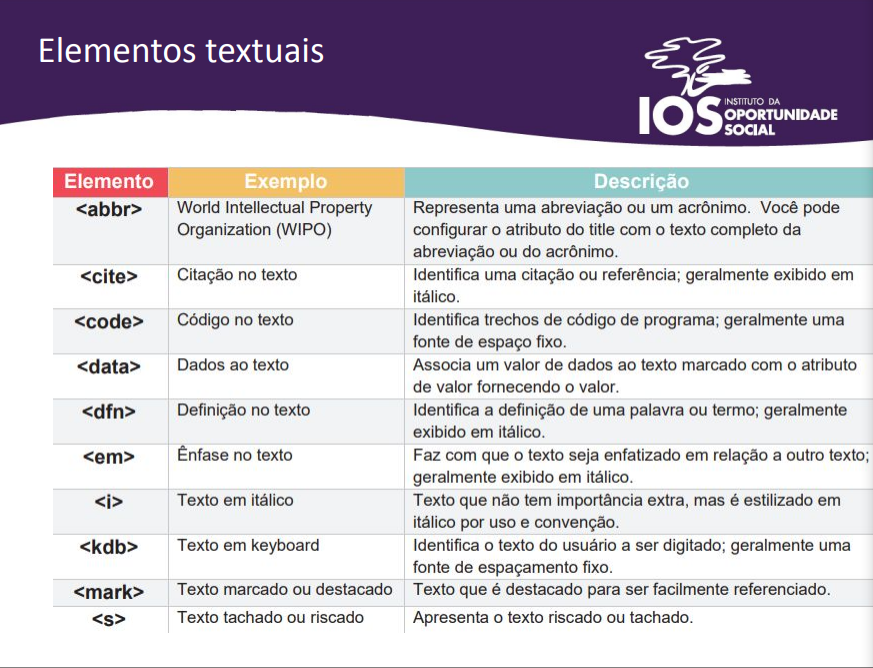 Elementos textuais
IOS INSTITUTO DA
OPORTUNIDADE
SOCIAL
Elemento Exemplo Descrição
<abbr> World Intellectual Property Organization (WIPO) Representa uma abreviação ou um acrônimo. Você pode
configurar o atributo do title com o texto completo da
abreviação ou do acrônimo.
<cite> Citação no texto Identifica uma citação ou referência; geralmente exibido em
itálico.
<code> Código no texto Identifica trechos de código de programa; geralmente uma
fonte de espaço fixo.
<data> Dados ao texto Associa um valor de dados ao texto marcado com o atributo
de valor fornecendo o valor.
<dfn> Definição no texto Identifica a definição de uma palavra ou termo; geralmente
exibido em itálico.
<em> Ênfase no texto Faz com que o texto seja enfatizado em relação a outro texto;
geralmente exibido em itálico.
<i> Texto em itálico Texto que não tem importância extra, mas é estilizado em
itálico por uso e convenção.
<kdb> Texto em keyboard Identifica o texto do usuário a ser digitado; geralmente uma
fonte de espaçamento fixo.
<mark> Texto marcado ou destacado Texto que é destacado para ser facilmente referenciado.
<s> Texto tachado ou riscado Apresenta o texto riscado ou tachado.